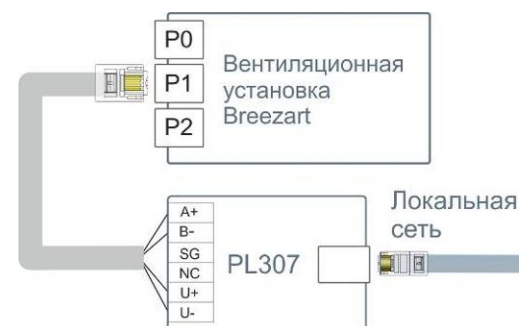 P0
P1
P2
Вентиляционная
установка
Breezart
Локальная
сеть
A+
B-
SG
NC
U+
U-
PL307